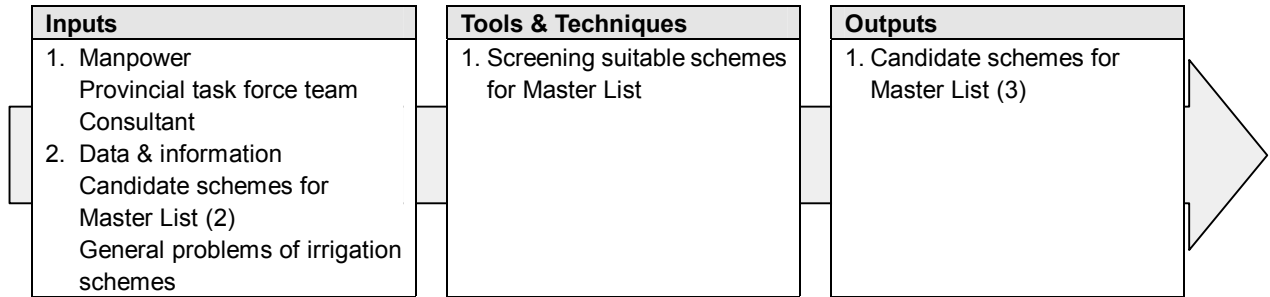 Inputs
1. Manpower
Provincial task force team
Consultant
2. Data & information
Candidate schemes for
Master List (2)
General problems of irrigation
schemes
Tools & Techniques
1. Screening suitable schemes
for Master List
Outputs
1. Candidate schemes for
Master List (3)